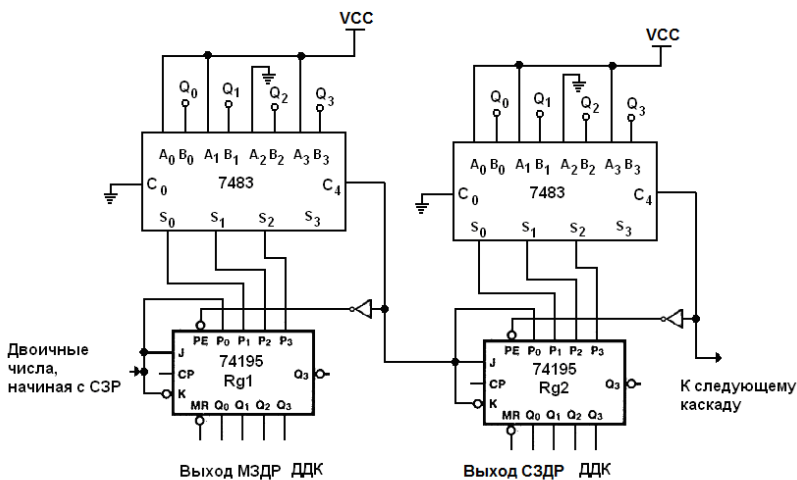 VCC
VCC
Q0 Q1 Q2 Q3
Q0 Q1 Q2 Q3
A0 B0 A1 B1 A2 B2 A3 B3
A0 B0 A1 B1 A2 B2 A3 B3
C0 7483 C4
C0 7483 C4
S0 S1 S2 S3
S0 S1 S2 S3
PE P0 P1 P2 P3
PE P0 P1 P2 P3
Двоичные
числа,
начиная с СЗР
J 74195
CP Rg1 Q3
K
MR Q0 Q1 Q2 Q3
J 74195
CP Rg2 Q3
K
MR Q0 Q1 Q2 Q3
К следующему
каскаду
Выход МЗДР ДДК
Выход СЗДР ДДК